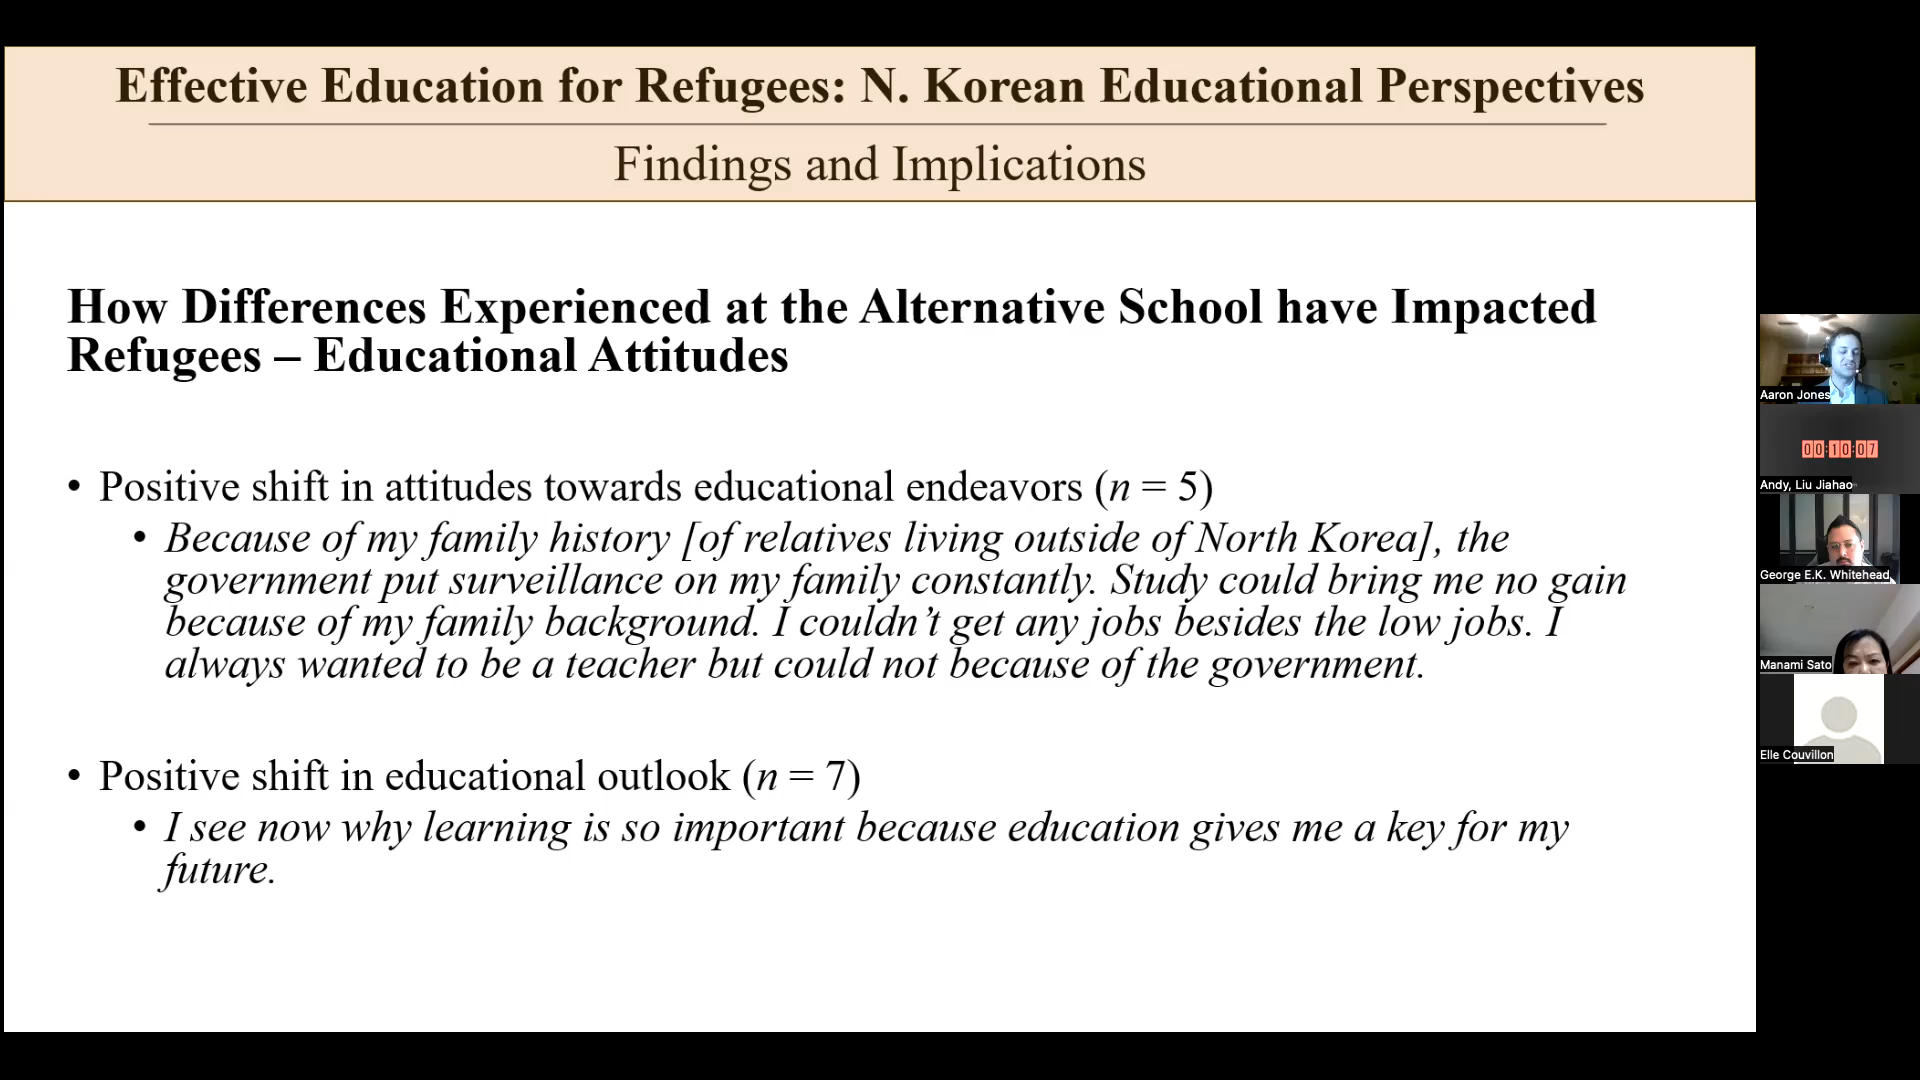 Effective Education for Refugees: N. Korean Educational Perspectives
Findings and Implications
How Differences Experienced at the Alternative School have Impacted
Refugees – Educational Attitudes
• Positive shift in attitudes towards educational endeavors (n = 5)
• Because of my family history [of relatives living outside of North Korea], the
government put surveillance on my family constantly. Study could bring me no gain
because of my family background. I couldn’t get any jobs besides the low jobs. I
always wanted to be a teacher but could not because of the government.
• Positive shift in educational outlook (n = 7)
• I see now why learning is so important because education gives me a key for my
future.
Aaron Jones
00:10:07
Andy, Liu Jiahao
George E.K. Whitehead
Manami Sato
Elle Couvillon